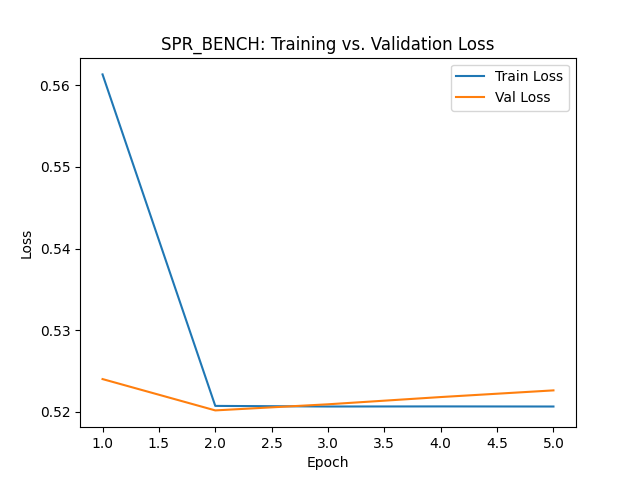 SPR_BENCH: Training vs. Validation Loss
Train Loss
Val Loss
0.56
0.55
0.54
0.53
0.52
Loss
1.0 1.5 2.0 2.5 3.0 3.5 4.0 4.5 5.0
Epoch